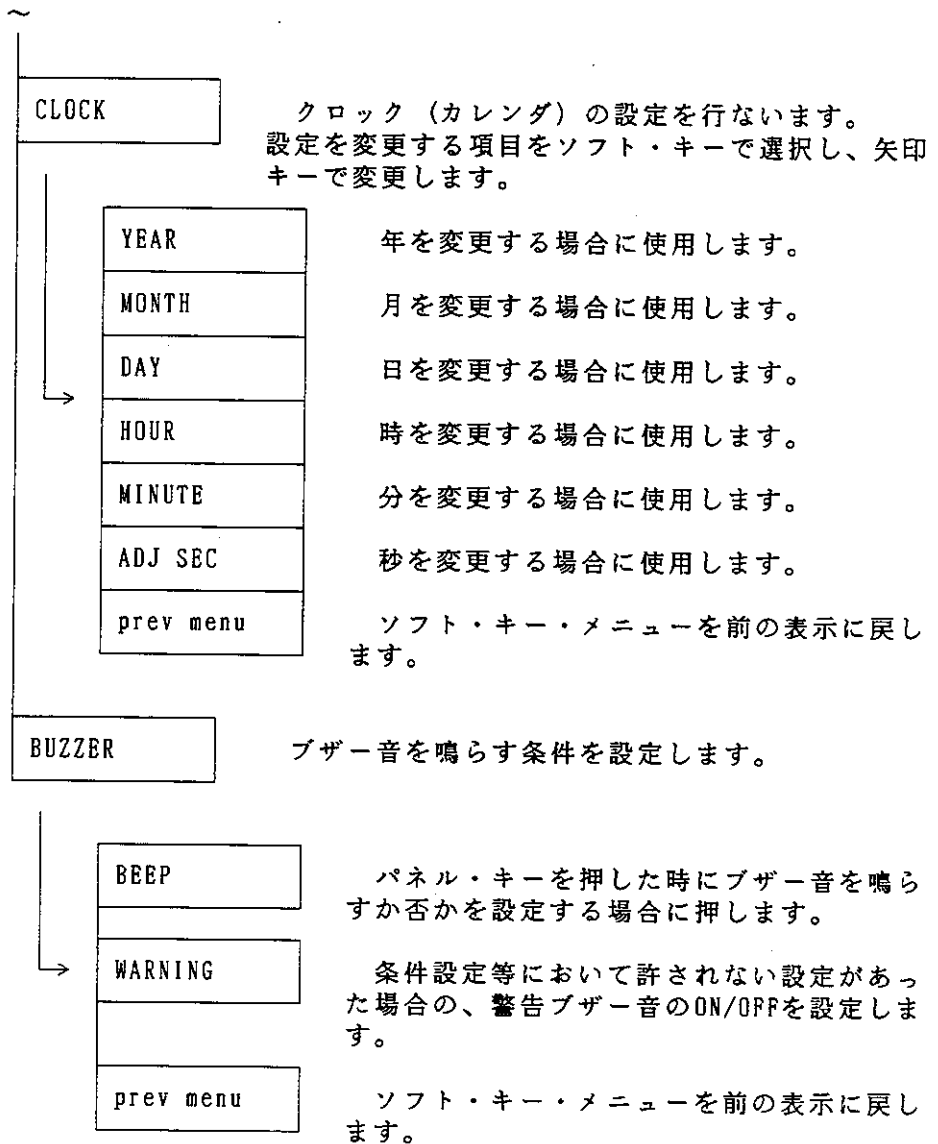 ～
CLOCK
クロック（カレンダ）の設定を行ないます。
設定を変更する項目をソフト・キーで選択し、矢印
キーで変更します。
YEAR
年を変更する場合に使用します。
MONTH
月を変更する場合に使用します。
DAY
日を変更する場合に使用します。
HOUR
時を変更する場合に使用します。
MINUTE
分を変更する場合に使用します。
ADJ SEC
秒を変更する場合に使用します。
prev menu
ソフト・キー・メニューを前の表示に戻し
ます。
BUZZER
ブザー音を鳴らす条件を設定します。
BEEP
パネル・キーを押した時にブザー音を鳴ら
すか否かを設定する場合に押します。
WARNING
条件設定等において許されない設定があっ
た場合の、警告ブザー音のON/OFFを設定しま
す。
prev menu
ソフト・キー・メニューを前の表示に戻し
ます。